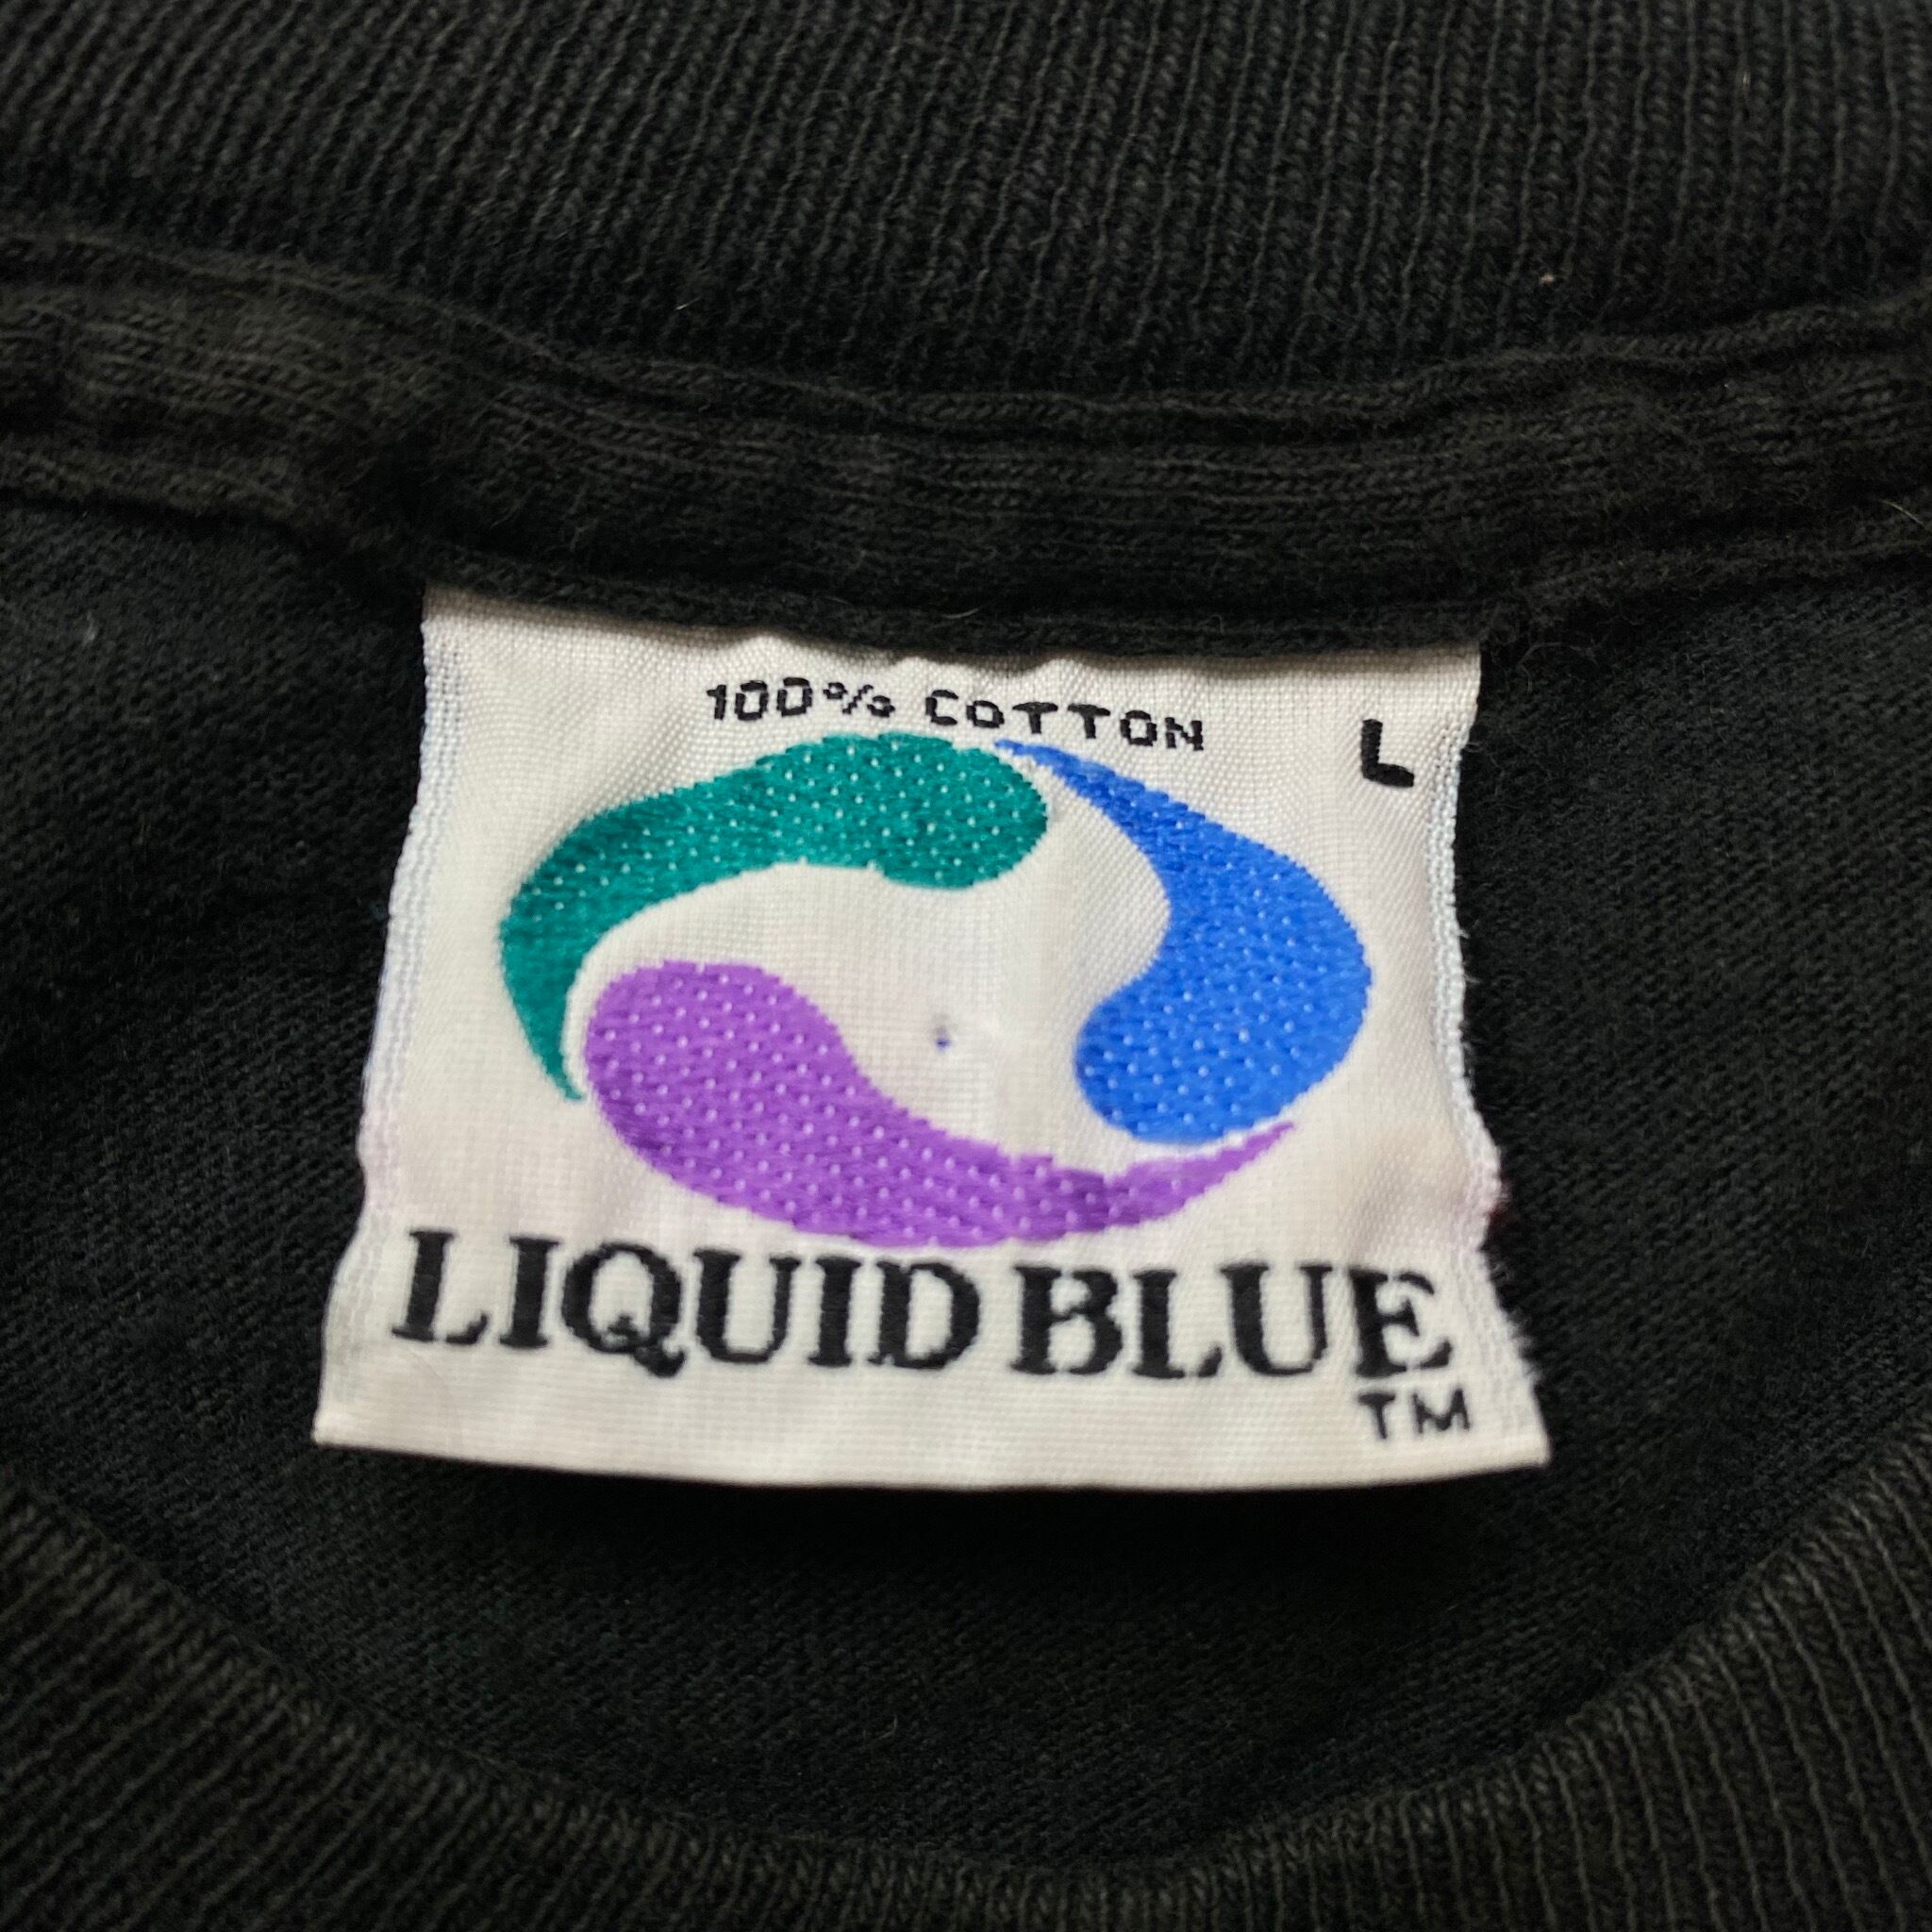 100% COTTON
L
LIQUID BLUE
TM